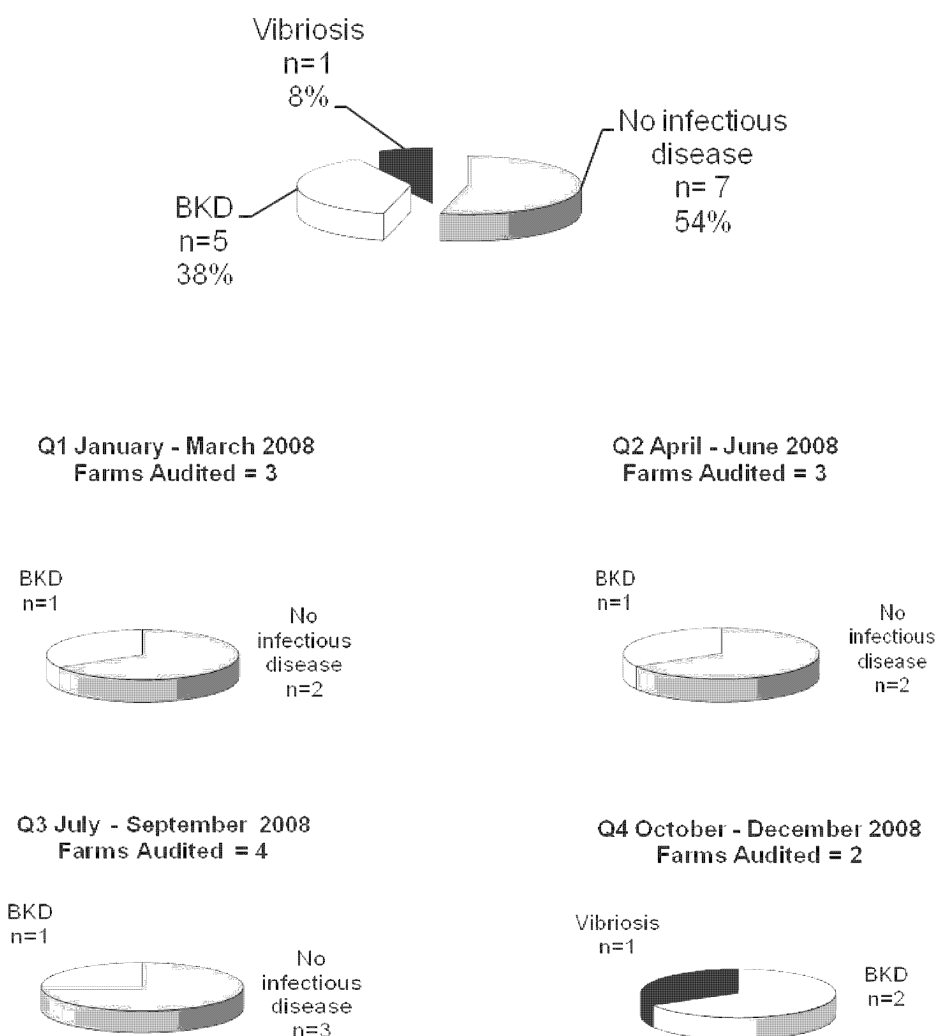 Vibriosis
n=1
8%
No infectious
disease
n= 7
54%
BKD
n=5
38%
Q1 January - March 2008
Farms Audited = 3
BKD
n=1
No
infectious
disease
n=2
Q2 April - June 2008
Farms Audited = 3
BKD
n=1
No
infectious
disease
n=2
Q3 July - September 2008
Farms Audited = 4
BKD
n=1
No
infectious
disease
n=3
Q4 October - December 2008
Farms Audited = 2
Vibriosis
n=1
BKD
n=2